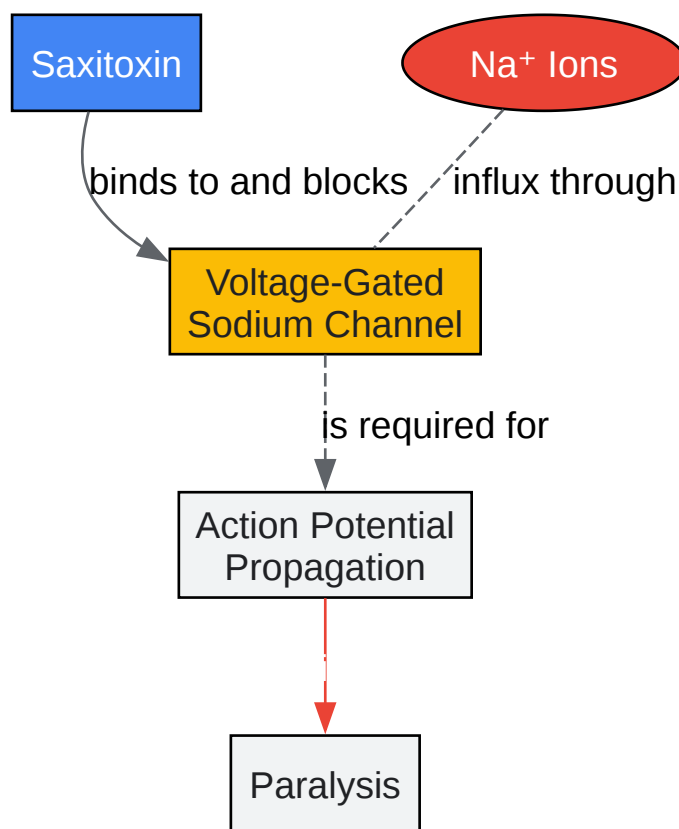 Saxitoxin
Na⁺ Ions
binds to and blocks
influx through
Voltage-Gated
Sodium Channel
is required for
Action Potential
Propagation
Paralysis